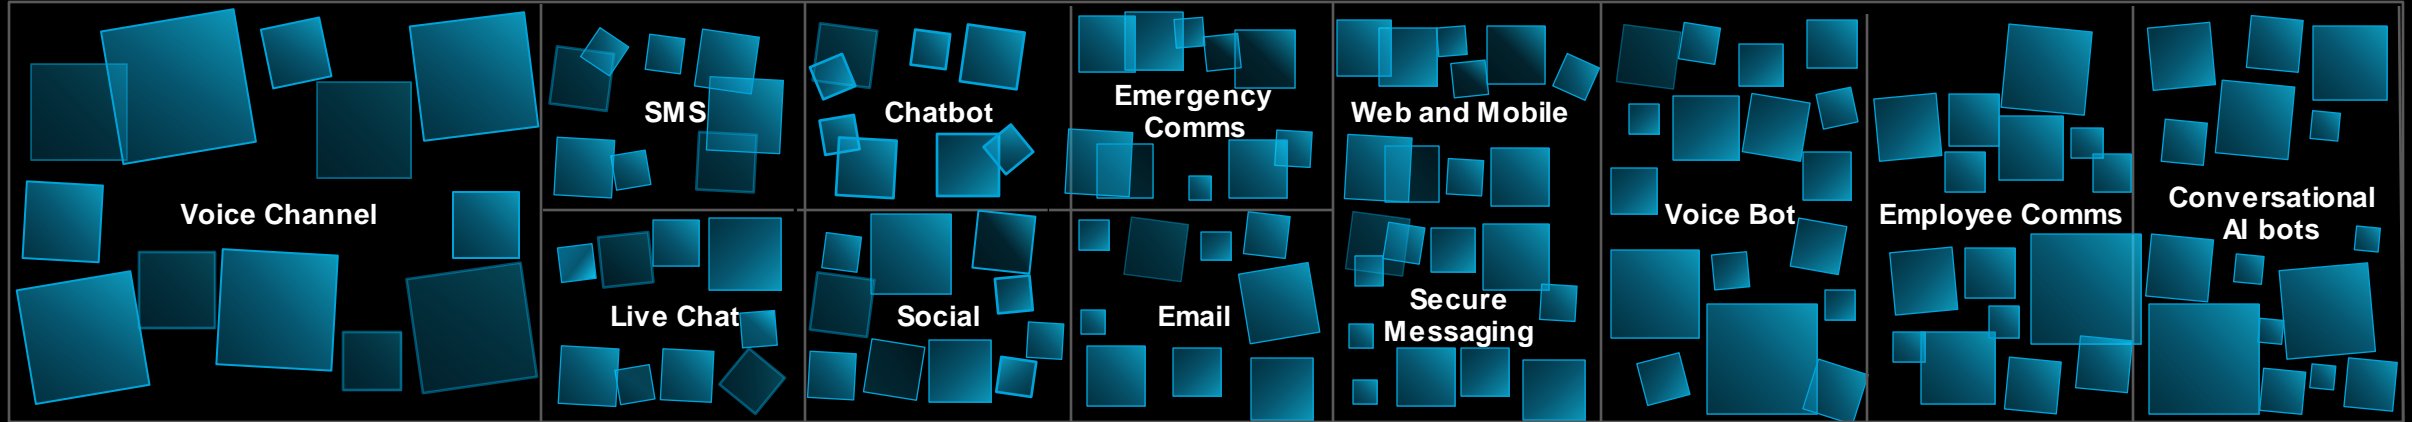 Voice Channel
SMS
Live Chat
Chatbot
Social
Emergency
Comms
Email
Web and Mobile
Secure
Messaging
Voice Bot
Employee Comms
Conversational
AI bots